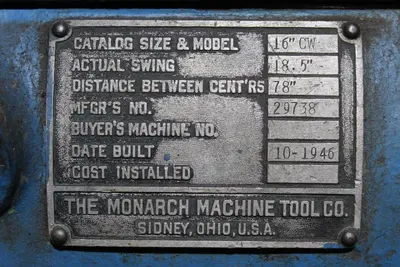 CATALOG SIZE & MODEL 16" CW
ACTUAL SWING 18.5"
DISTANCE BETWEEN CENT'RS 78"
MFGR'S NO. 29738
BUYER'S MACHINE NO.
DATE BUILT 10-1946
COST INSTALLED
THE MONARCH MACHINE TOOL CO.
SIDNEY, OHIO, U.S.A.